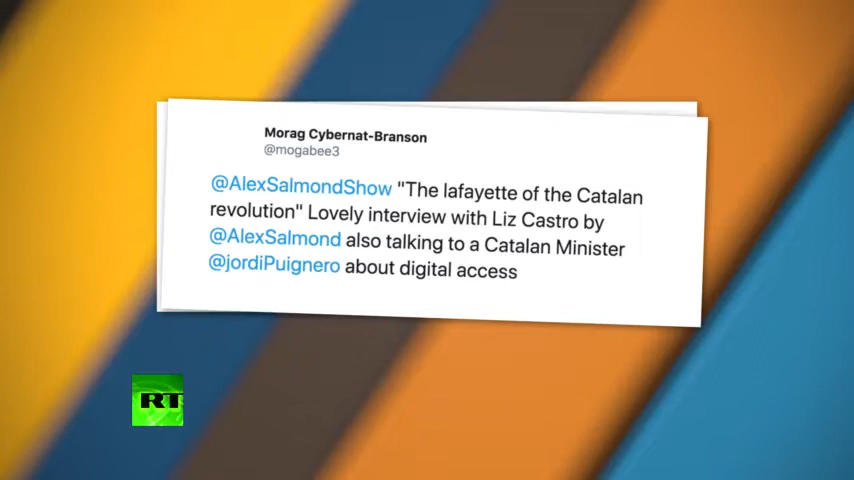 Morag Cybernat-Branson
@mogabee3
@AlexSalmondShow "The lafayette of the Catalan
revolution" Lovely interview with Liz Castro by
@AlexSalmond also talking to a Catalan Minister
@jordiPuignero about digital access
RT